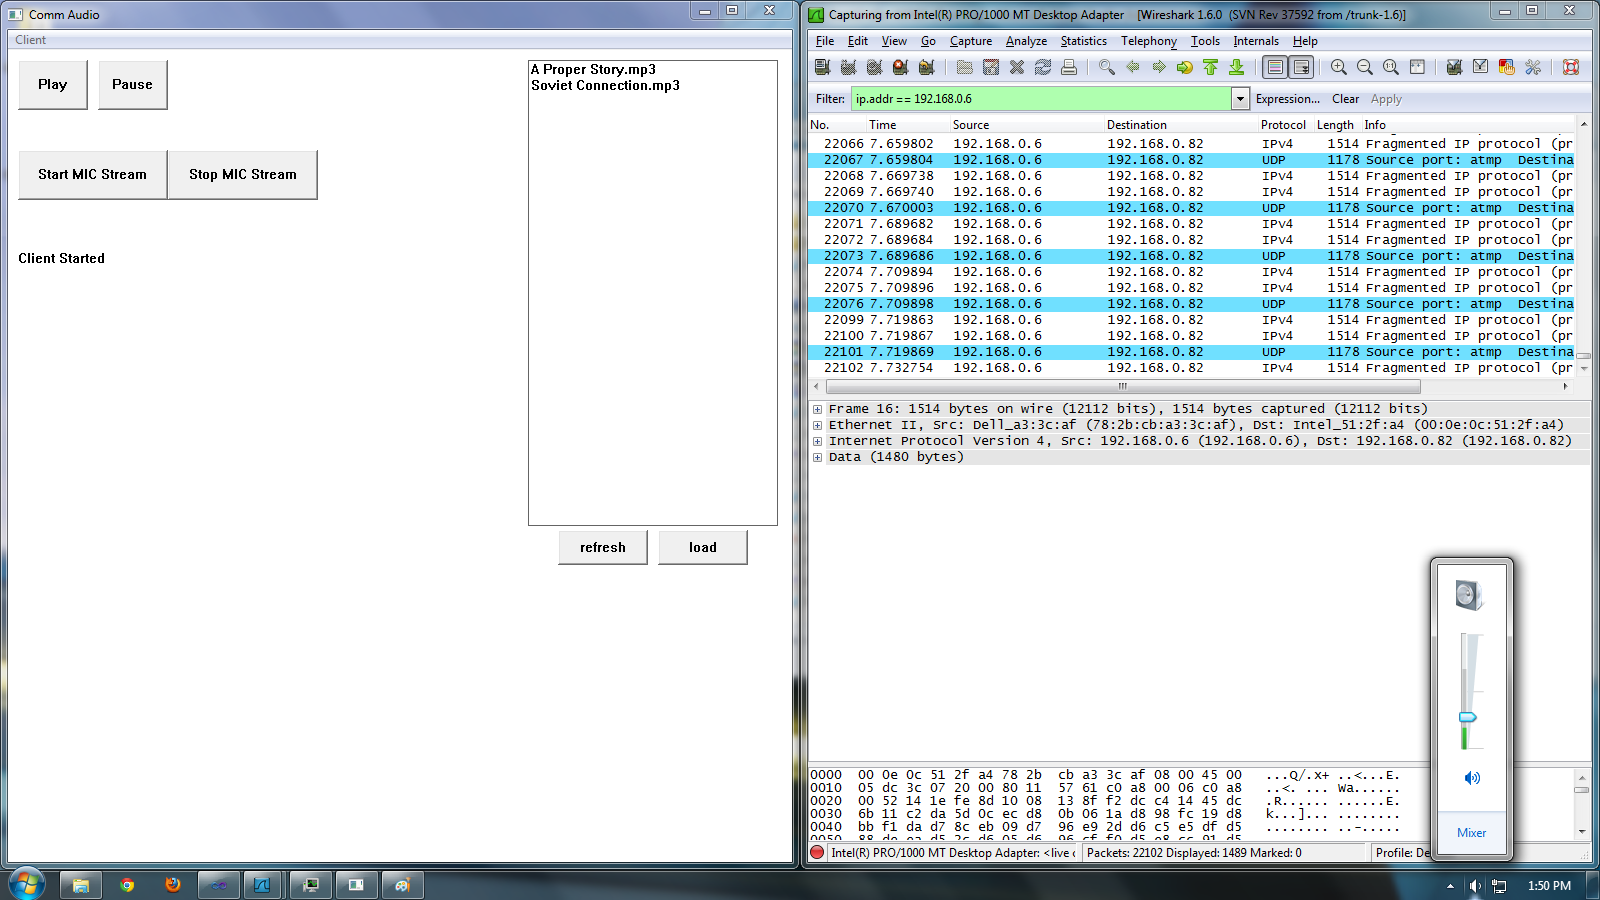 Comm Audio
Client
Play
Pause
Start MIC Stream
Stop MIC Stream
Client Started
A Proper Story.mp3
Soviet Connection.mp3
refresh
load
Capturing from Intel(R) PRO/1000 MT Desktop Adapter [Wireshark 1.6.0 (SVN Rev 37592 from /trunk-1.6)]
File Edit View Go Capture Analyze Statistics Telephony Tools Internals Help
Filter: ip.addr == 192.168.0.6 Expression... Clear Apply
No. Time Source Destination Protocol Length Info
22066 7.659802 192.168.0.6 192.168.0.82 IPv4 1514 Fragmented IP protocol (pr
22067 7.659804 192.168.0.6 192.168.0.82 UDP 1178 Source port: atmp Destina
22068 7.669738 192.168.0.6 192.168.0.82 IPv4 1514 Fragmented IP protocol (pr
22069 7.669740 192.168.0.6 192.168.0.82 IPv4 1514 Fragmented IP protocol (pr
22070 7.670003 192.168.0.6 192.168.0.82 UDP 1178 Source port: atmp Destina
22071 7.689682 192.168.0.6 192.168.0.82 IPv4 1514 Fragmented IP protocol (pr
22072 7.689684 192.168.0.6 192.168.0.82 IPv4 1514 Fragmented IP protocol (pr
22073 7.689686 192.168.0.6 192.168.0.82 UDP 1178 Source port: atmp Destina
22074 7.709894 192.168.0.6 192.168.0.82 IPv4 1514 Fragmented IP protocol (pr
22075 7.709896 192.168.0.6 192.168.0.82 IPv4 1514 Fragmented IP protocol (pr
22076 7.709898 192.168.0.6 192.168.0.82 UDP 1178 Source port: atmp Destina
22099 7.719863 192.168.0.6 192.168.0.82 IPv4 1514 Fragmented IP protocol (pr
22100 7.719867 192.168.0.6 192.168.0.82 IPv4 1514 Fragmented IP protocol (pr
22101 7.719869 192.168.0.6 192.168.0.82 UDP 1178 Source port: atmp Destina
22102 7.732754 192.168.0.6 192.168.0.82 IPv4 1514 Fragmented IP protocol (pr
Frame 16: 1514 bytes on wire (12112 bits), 1514 bytes captured (12112 bits)
Ethernet II, Src: Dell_a3:3c:af (78:2b:cb:a3:3c:af), Dst: Intel_51:2f:a4 (00:0e:0c:51:2f:a4)
Internet Protocol Version 4, Src: 192.168.0.6 (192.168.0.6), Dst: 192.168.0.82 (192.168.0.82)
Data (1480 bytes)
0000 00 0e 0c 51 2f a4 78 2b cb a3 3c af 08 00 45 00 ...Q/.x+ ..<...E.
0010 05 dc 3c 07 20 00 80 11 57 61 c0 a8 00 06 c0 a8 ..<. ... Wa......
0020 00 52 14 1e fe 8d 10 08 13 8f f2 dc c4 14 45 dc .R...... ......E.
0030 6b 11 c2 da 5d 0c ec d8 0b 06 1a d8 98 fc 19 d8 k...]... ........
0040 bb f1 da d7 8c eb 09 d7 96 e9 2d d6 c5 e5 df d5 ........ ..-.....
Mixer
Intel(R) PRO/1000 MT Desktop Adapter: <live c Packets: 22102 Displayed: 1489 Marked: 0 Profile: De
1:50 PM